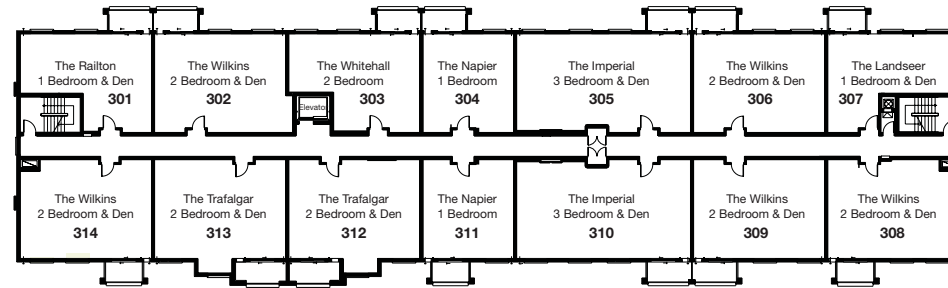 The Railton
1 Bedroom & Den
301
The Wilkins
2 Bedroom & Den
302
The Whitehall
2 Bedroom
303
The Napier
1 Bedroom
304
The Imperial
3 Bedroom & Den
305
The Wilkins
2 Bedroom & Den
306
The Landseer
1 Bedroom & Den
307
Elevator
The Wilkins
2 Bedroom & Den
314
The Trafalgar
2 Bedroom & Den
313
The Trafalgar
2 Bedroom & Den
312
The Napier
1 Bedroom
311
The Imperial
3 Bedroom & Den
310
The Wilkins
2 Bedroom & Den
309
The Wilkins
2 Bedroom & Den
308